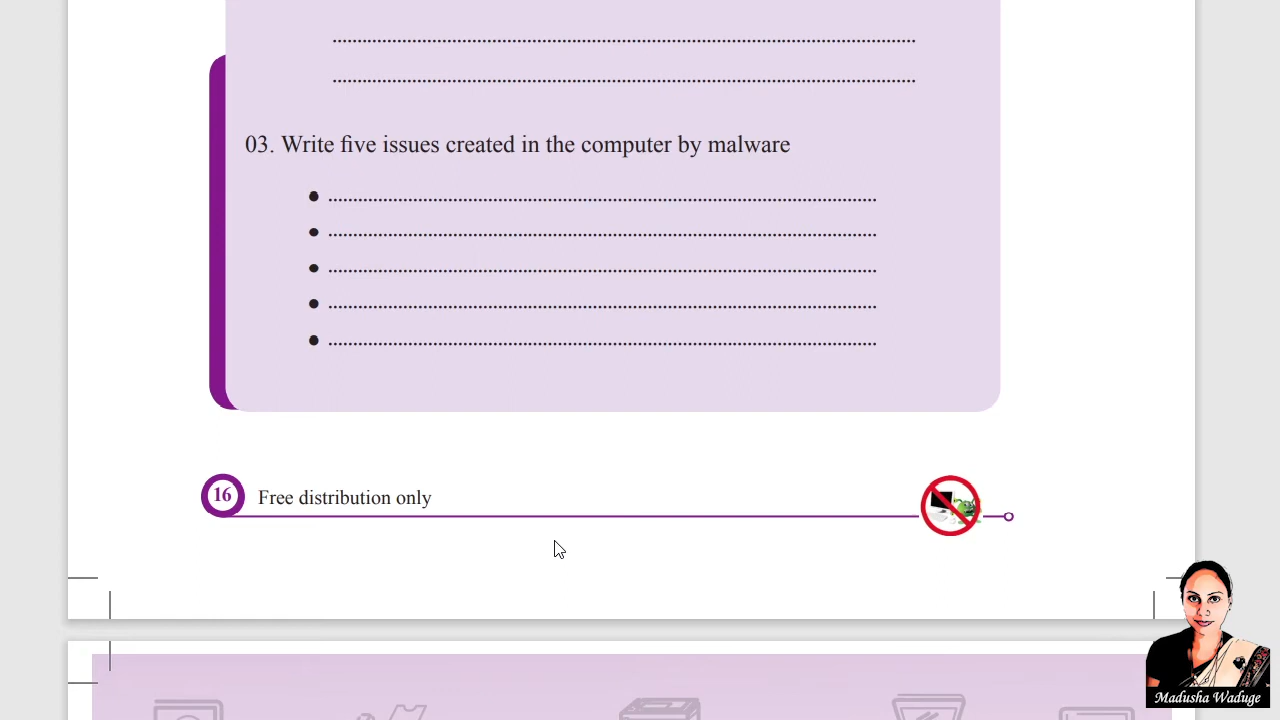 03. Write five issues created in the computer by malware
16 Free distribution only
Madusha Waduge